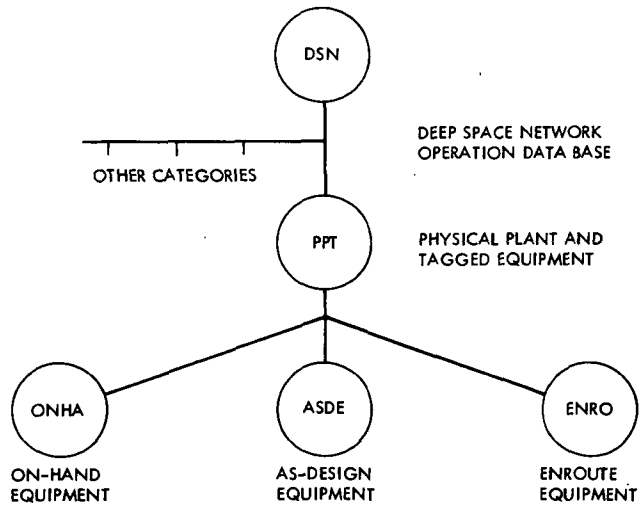 DSN
DEEP SPACE NETWORK
OPERATION DATA BASE
OTHER CATEGORIES
PPT
PHYSICAL PLANT AND
TAGGED EQUIPMENT
ONHA
ASDE
ENRO
ON-HAND
EQUIPMENT
AS-DESIGN
EQUIPMENT
ENROUTE
EQUIPMENT